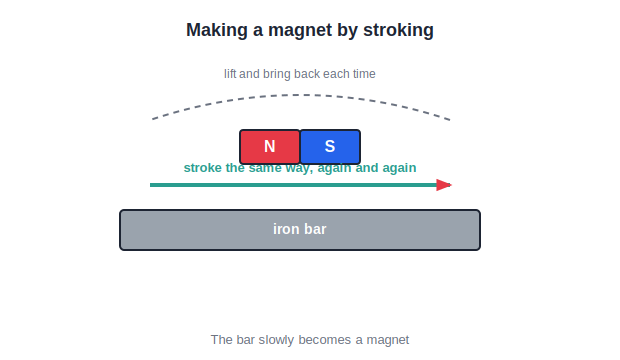 Making a magnet by stroking
lift and bring back each time
N S
stroke the same way, again and again
iron bar
The bar slowly becomes a magnet